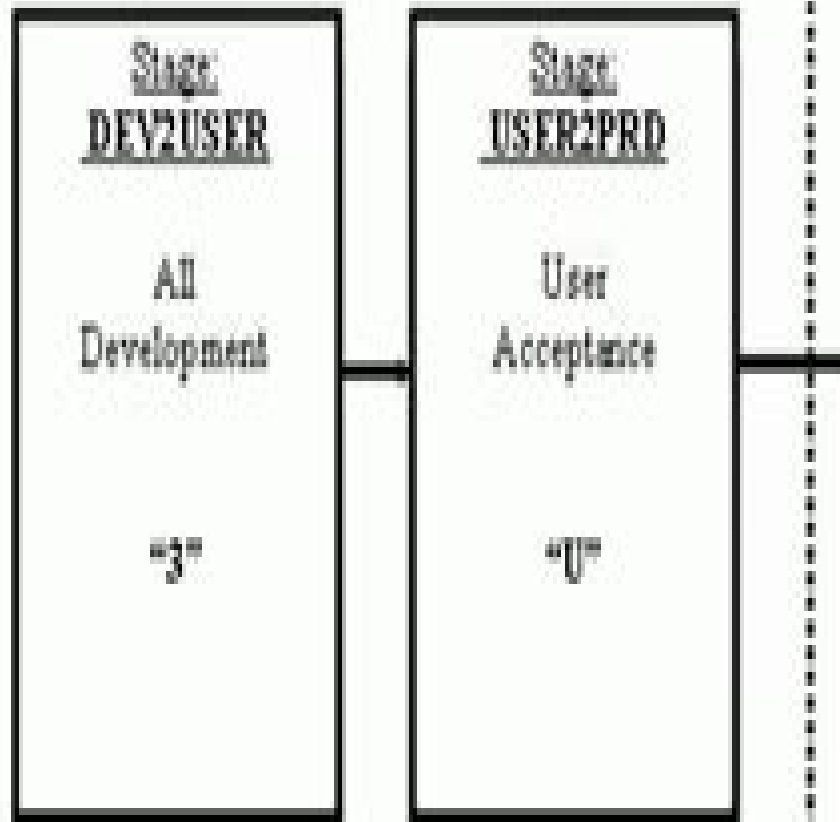 Stage:
DEV2USER
All
Development
“3”
Stage:
USER2PRD
User
Acceptance
“U”